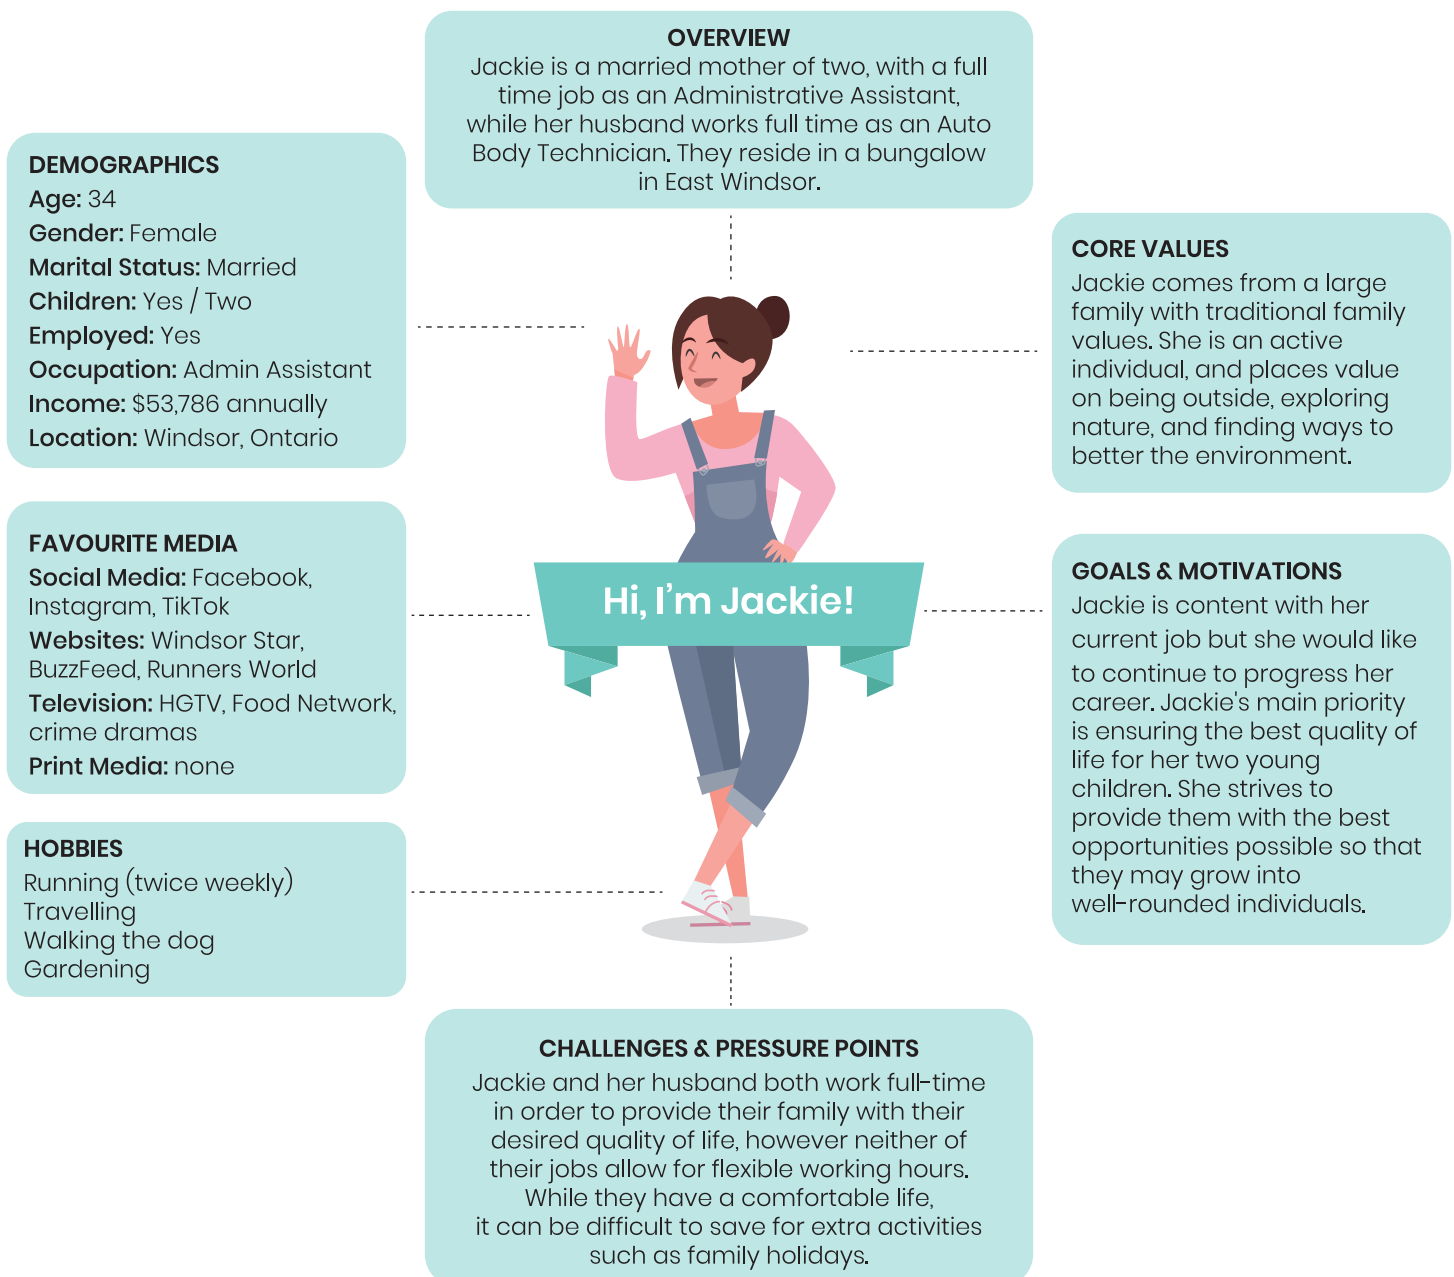 OVERVIEW
Jackie is a married mother of two, with a full
time job as an Administrative Assistant,
while her husband works full time as an Auto
Body Technician. They reside in a bungalow
in East Windsor.
DEMOGRAPHICS
Age: 34
Gender: Female
Marital Status: Married
Children: Yes / Two
Employed: Yes
Occupation: Admin Assistant
Income: $53,786 annually
Location: Windsor, Ontario
CORE VALUES
Jackie comes from a large
family with traditional family
values. She is an active
individual, and places value
on being outside, exploring
nature, and finding ways to
better the environment.
FAVOURITE MEDIA
Social Media: Facebook,
Instagram, TikTok
Websites: Windsor Star,
BuzzFeed, Runners World
Television: HGTV, Food Network,
crime dramas
Print Media: none
Hi, I'm Jackie!
GOALS & MOTIVATIONS
Jackie is content with her
current job but she would like
to continue to progress her
career. Jackie's main priority
is ensuring the best quality of
life for her two young
children. She strives to
provide them with the best
opportunities possible so that
they may grow into
well-rounded individuals.
HOBBIES
Running (twice weekly)
Travelling
Walking the dog
Gardening
CHALLENGES & PRESSURE POINTS
Jackie and her husband both work full-time
in order to provide their family with their
desired quality of life, however neither of
their jobs allow for flexible working hours.
While they have a comfortable life,
it can be difficult to save for extra activities
such as family holidays.